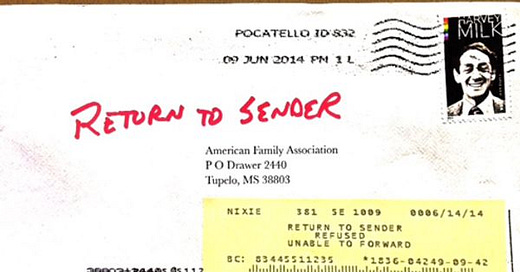 POCATELLO ID 832
09 JUN 2014 PM 1 L
HARVEY
MILK
RETURN TO SENDER
American Family Association
P O Drawer 2440
Tupelo, MS 38803
NIXIE 381 SE 1009 0006/14/14
RETURN TO SENDER
REFUSED
UNABLE TO FORWARD
BC: 83445511235 *1836-04249-09-42